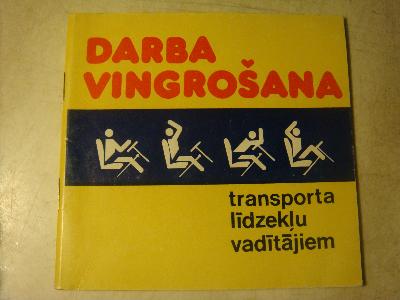 DARBA
VINGROŠANA
transporta
līdzekļu
vadītājiem